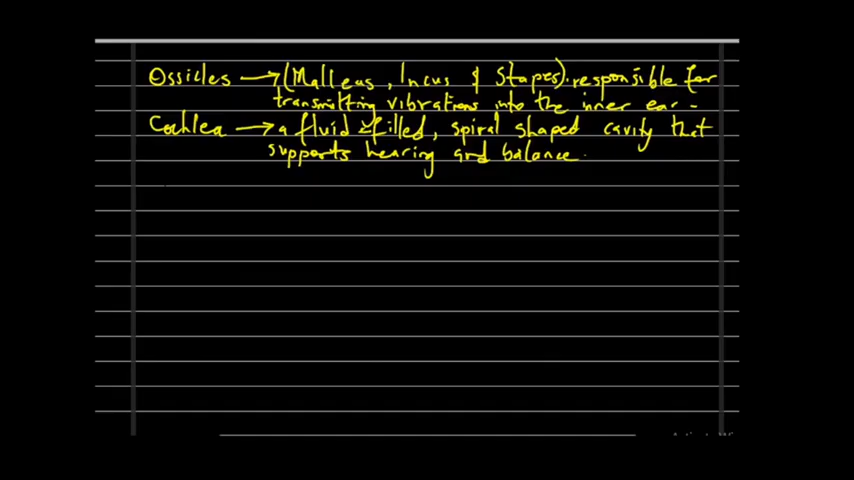 Ossicles → (Malleus, Incus & Stapes). responsible for
transmitting vibrations into the inner ear -
Cochlea → a fluid filled, spiral shaped cavity that
supports hearing and balance.